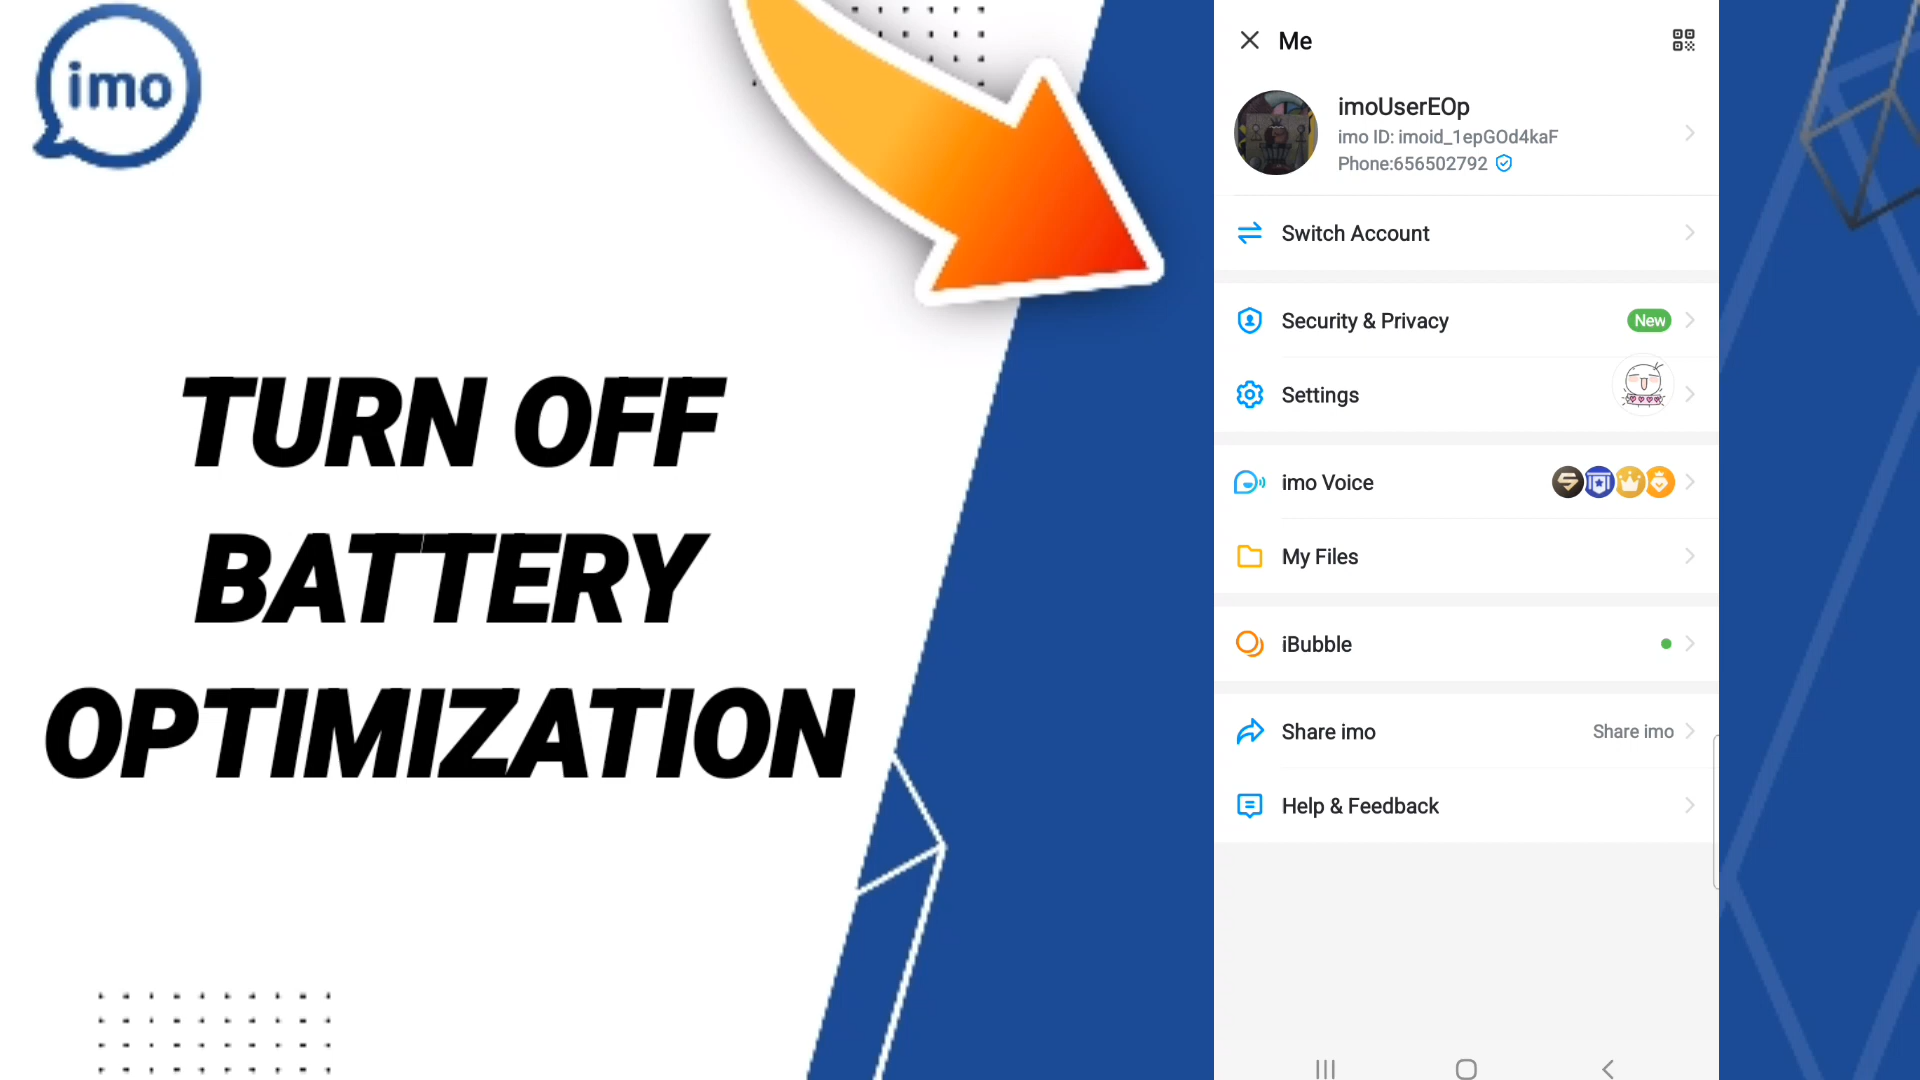 imo
TURN OFF
BATTERY
OPTIMIZATION
Me
imoUserEOp
imo ID: imoid_1epGOd4kaF
Phone:656502792
Switch Account
Security & Privacy New
Settings
imo Voice
My Files
iBubble
Share imo Share imo
Help & Feedback